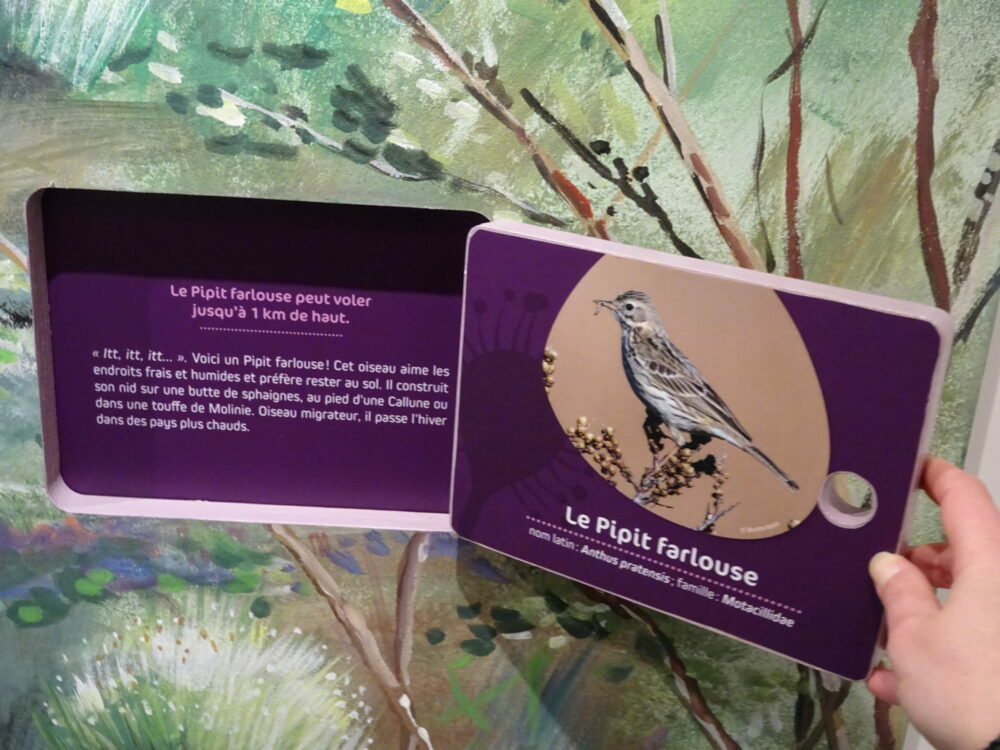 Le Pipit farlouse peut voler
jusqu'à 1 km de haut.
« Itt, itt, itt... ». Voici un Pipit farlouse ! Cet oiseau aime les
endroits frais et humides et préfère rester au sol. Il construit
son nid sur une butte de sphaignes, au pied d'une Callune ou
dans une touffe de Molinie. Oiseau migrateur, il passe l'hiver
dans des pays plus chauds.
Le Pipit farlouse
nom latin : Anthus pratensis ; famille : Motacillidae